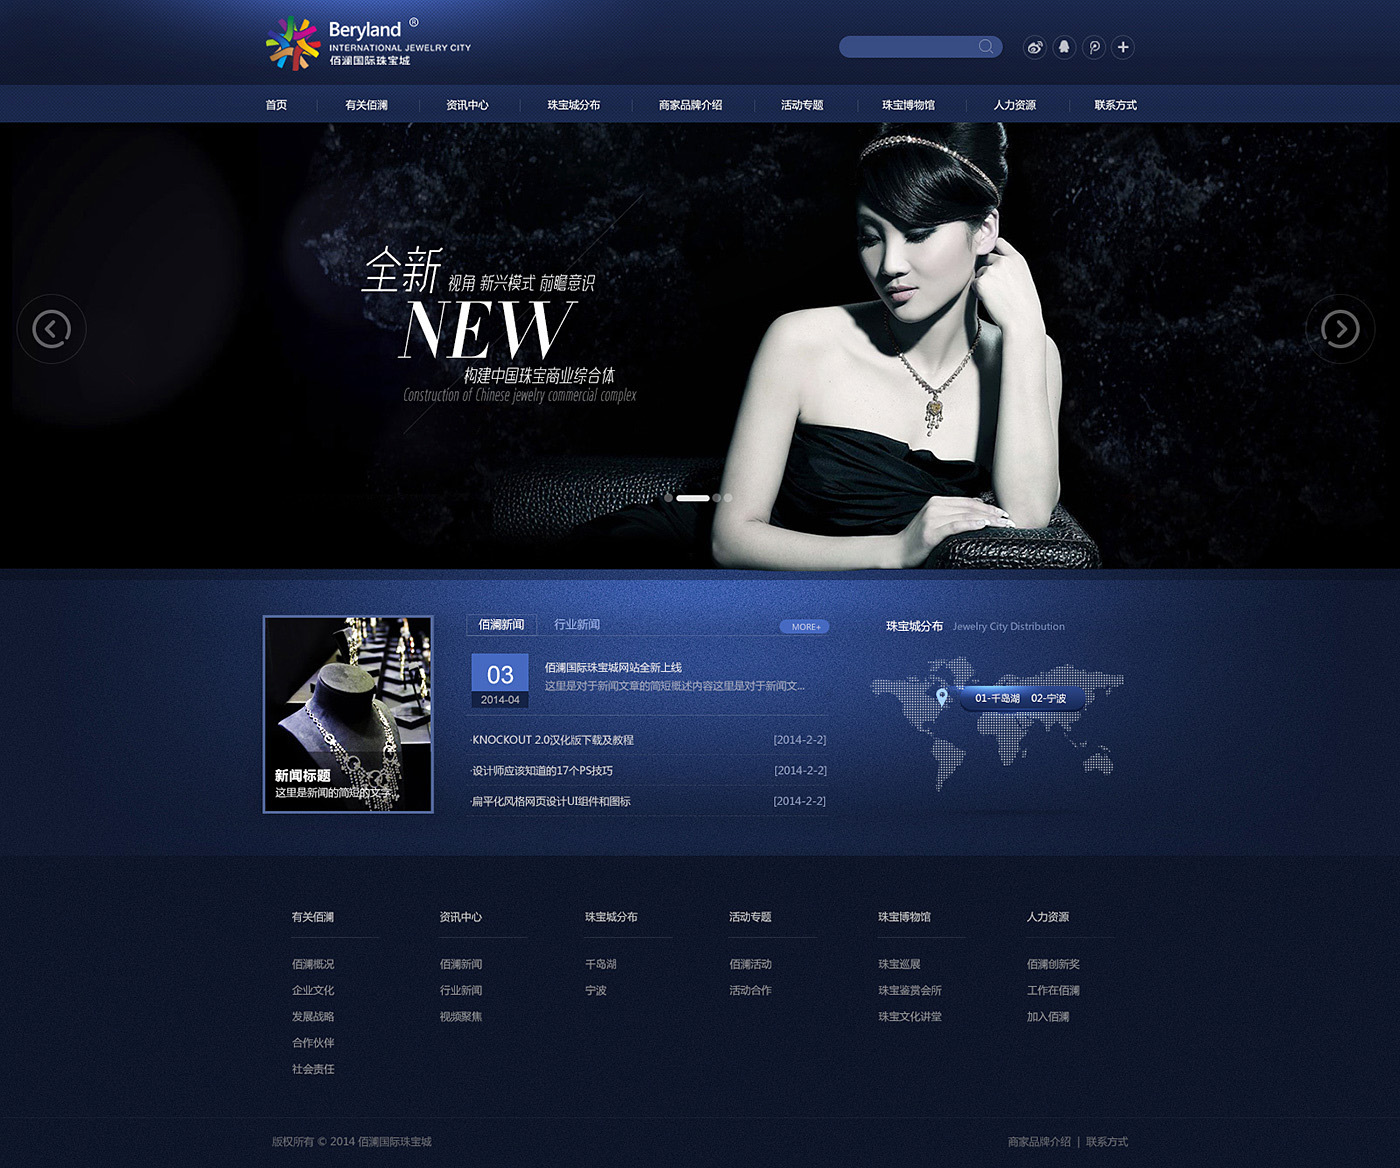 Beryland ®
INTERNATIONAL JEWELRY CITY
佰澜国际珠宝城
首页 有关佰澜 资讯中心 珠宝城分布 商家品牌介绍 活动专题 珠宝博物馆 人力资源 联系方式
全新 视角 新兴模式 前瞻意识
NEW
构建中国珠宝商业综合体
Construction of Chinese jewelry commercial complex
新闻标题
这里是新闻的简短的文字...
佰澜新闻 行业新闻 MORE+
03
2014-04
佰澜国际珠宝城网站全新上线
这里是对于新闻文章的简短概述内容这里是对于新闻文...
·KNOCKOUT 2.0汉化版下载及教程 [2014-2-2]
·设计师应该知道的17个PS技巧 [2014-2-2]
·扁平化风格网页设计UI组件和图标 [2014-2-2]
珠宝城分布 Jewelry City Distribution
01-千岛湖 02-宁波
有关佰澜 资讯中心 珠宝城分布 活动专题 珠宝博物馆 人力资源
佰澜概况 佰澜新闻 千岛湖 佰澜活动 珠宝巡展 佰澜创新奖
企业文化 行业新闻 宁波 活动合作 珠宝鉴赏会所 工作在佰澜
发展战略 视频聚焦 珠宝文化讲堂 加入佰澜
合作伙伴
社会责任
版权所有 © 2014 佰澜国际珠宝城 商家品牌介绍 | 联系方式